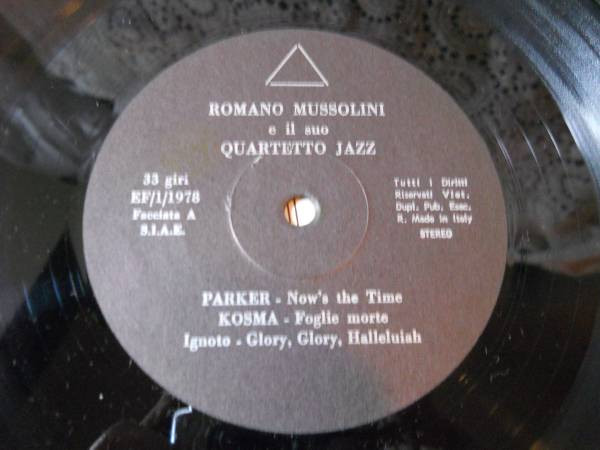 ROMANO MUSSOLINI
e il suo
QUARTETTO JAZZ
33 giri
EF/1/1978
Facciata A
S.I.A.E.
Tutti i Diritti
Riservati Viet.
Dupl. Pub. Esec.
R. Made in Italy
STEREO
PARKER - Now's the Time
KOSMA - Foglie morte
Ignoto - Glory, Glory, Halleluiah